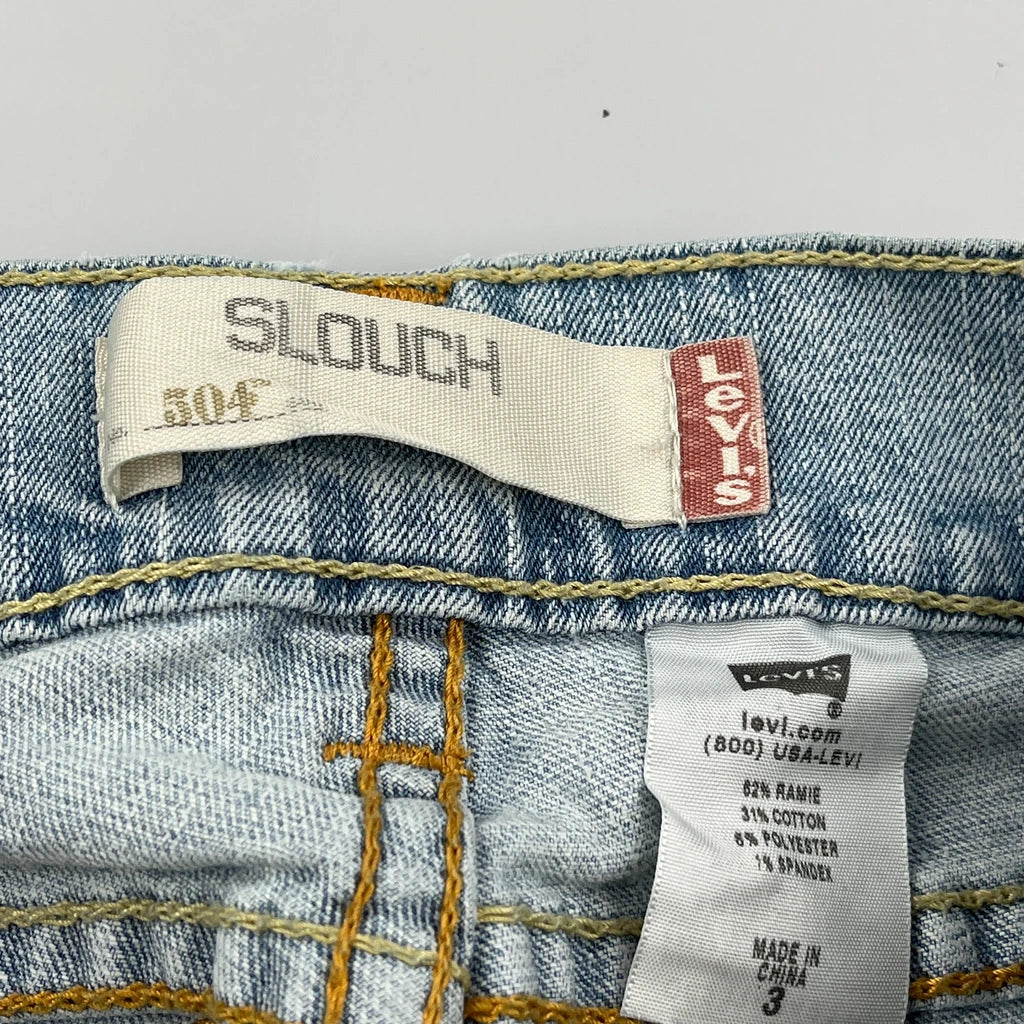 SLOUCH
504™
Levi's
Levi's
®
levi.com
(800) USA-LEVI
62% RAMIE
31% COTTON
6% POLYESTER
1% SPANDEX
MADE IN
CHINA
3